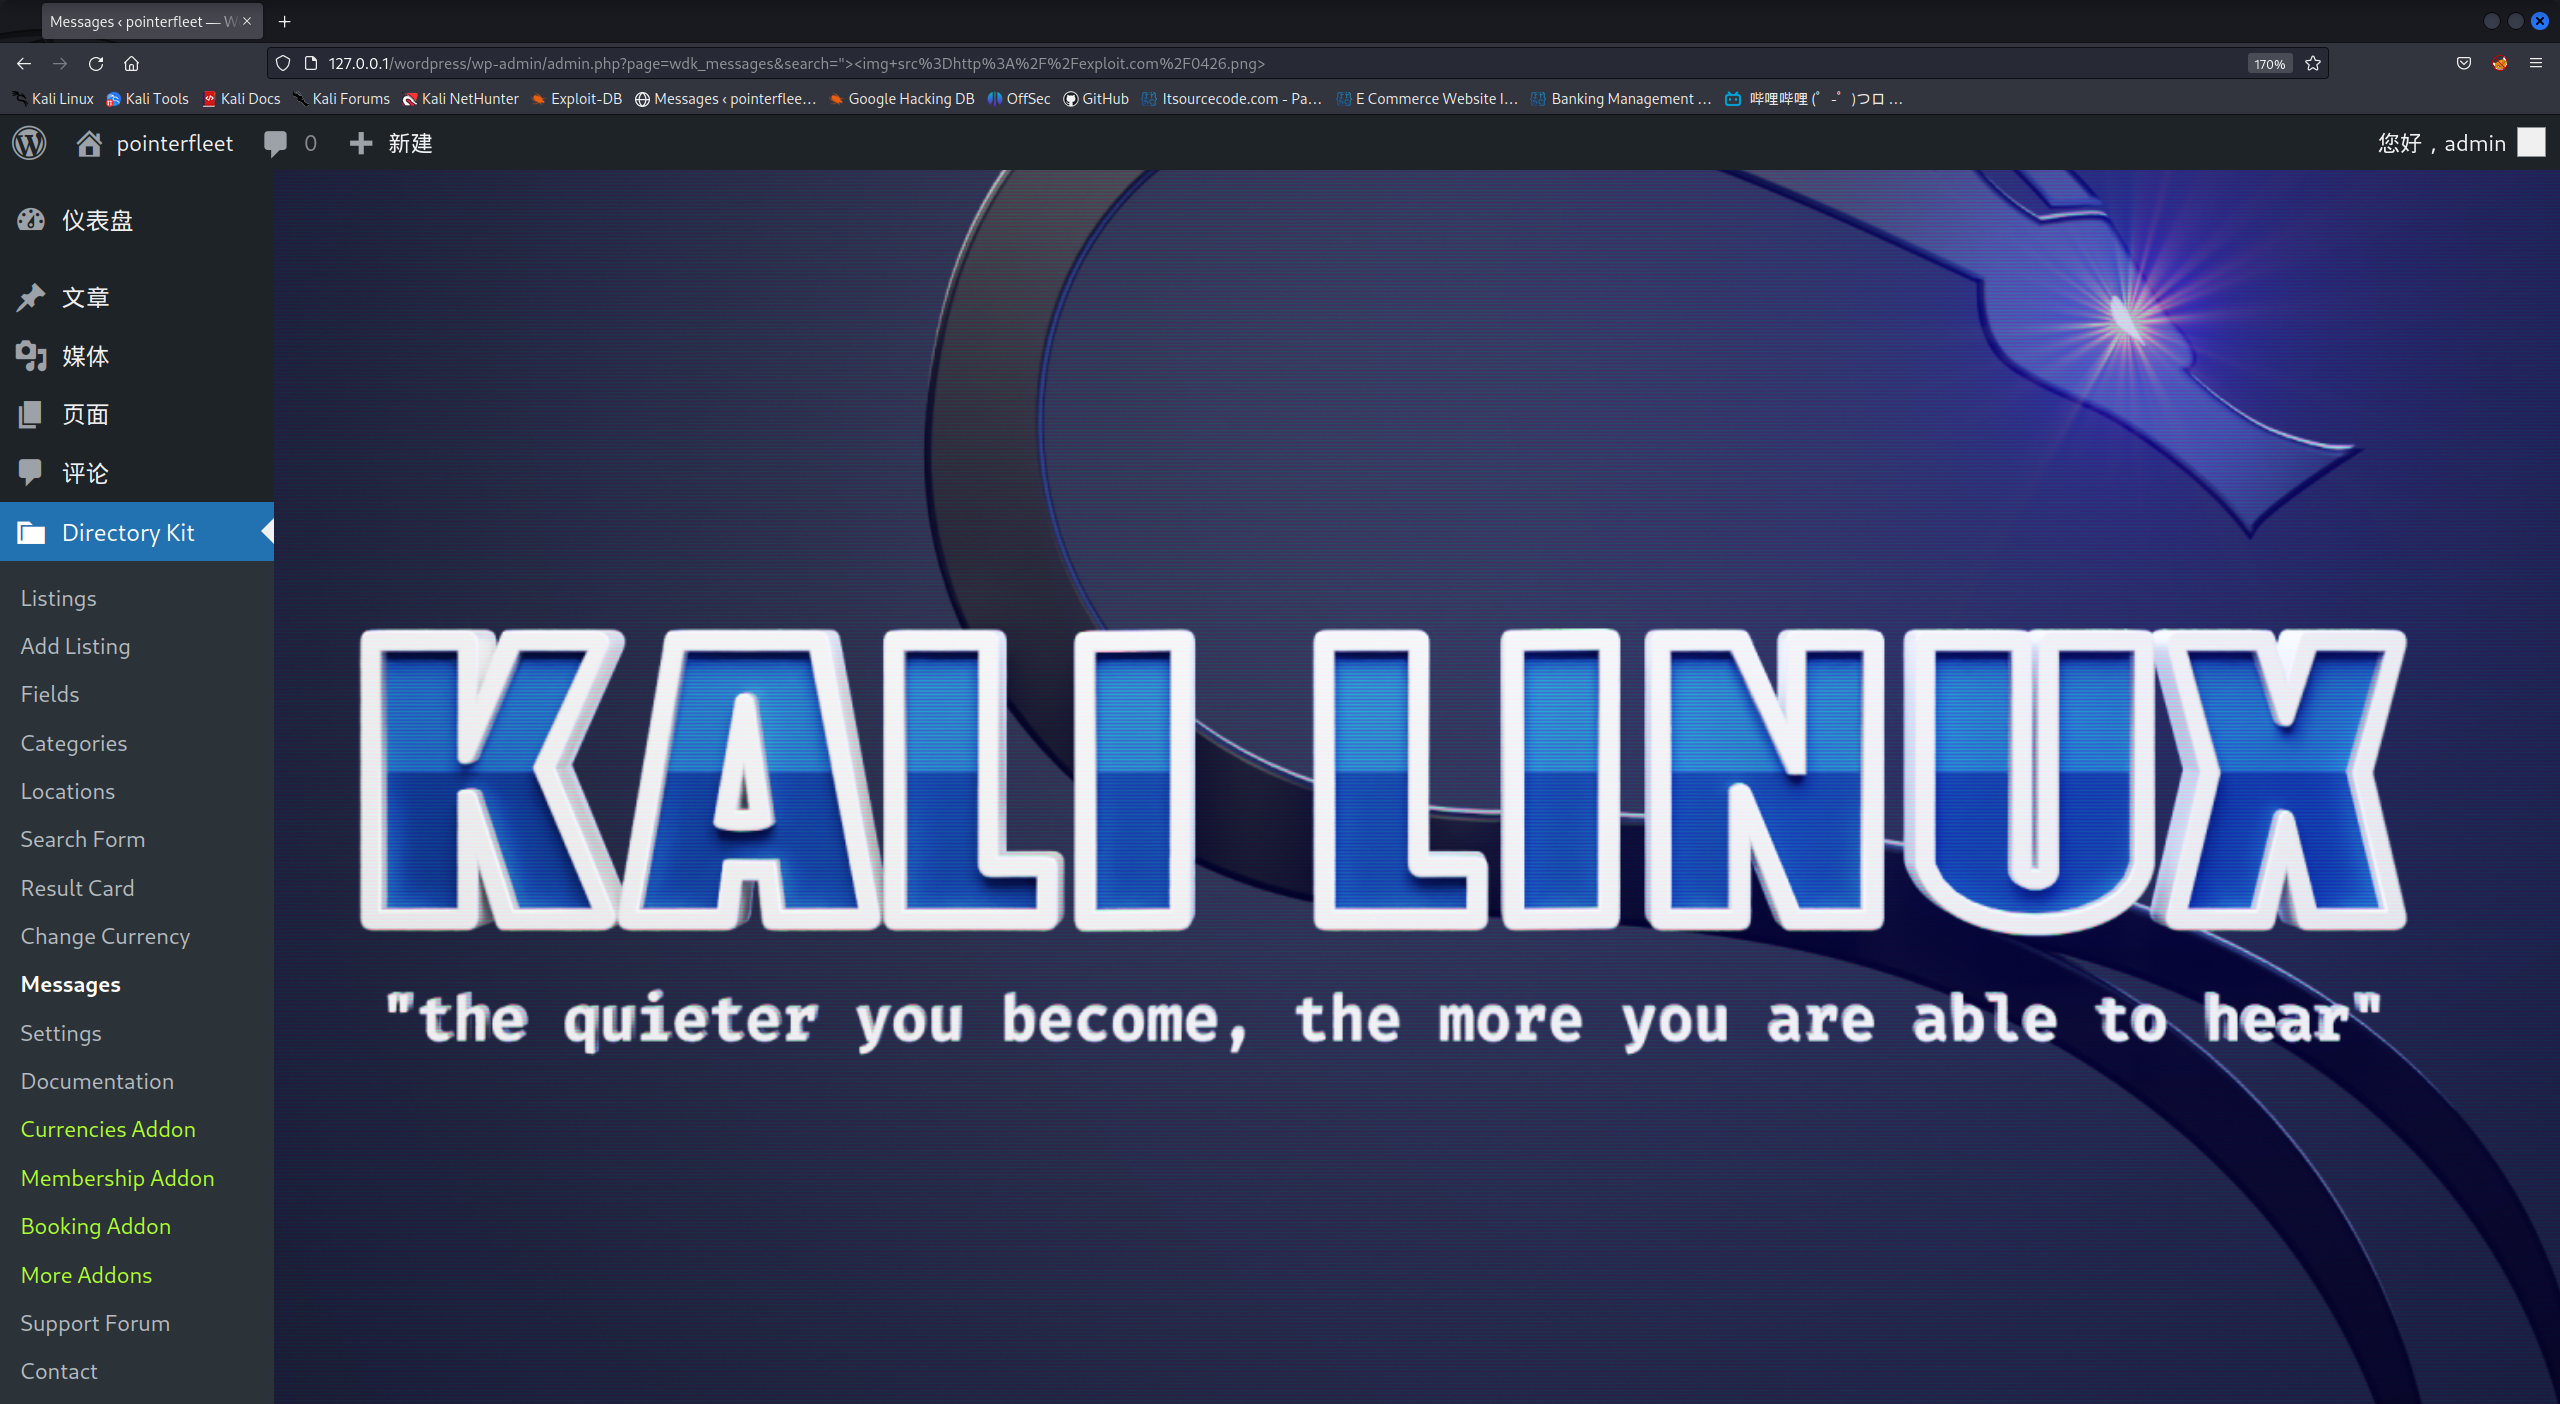 Messages ‹ pointerfleet — W
127.0.0.1/wordpress/wp-admin/admin.php?page=wdk_messages&search="><img+src%3Dhttp%3A%2F%2Fexploit.com%2F0426.png>
170%
Kali Linux Kali Tools Kali Docs Kali Forums Kali NetHunter Exploit-DB Messages ‹ pointerflee… Google Hacking DB OffSec GitHub Itsourcecode.com - Pa… E Commerce Website I… Banking Management … 哔哩哔哩 (゜-゜)つロ …
pointerfleet 0 新建 您好，admin
仪表盘
文章
媒体
页面
评论
Directory Kit
Listings
Add Listing
Fields
Categories
Locations
Search Form
Result Card
Change Currency
Messages
Settings
Documentation
Currencies Addon
Membership Addon
Booking Addon
More Addons
Support Forum
Contact
KALI LINUX
"the quieter you become, the more you are able to hear"